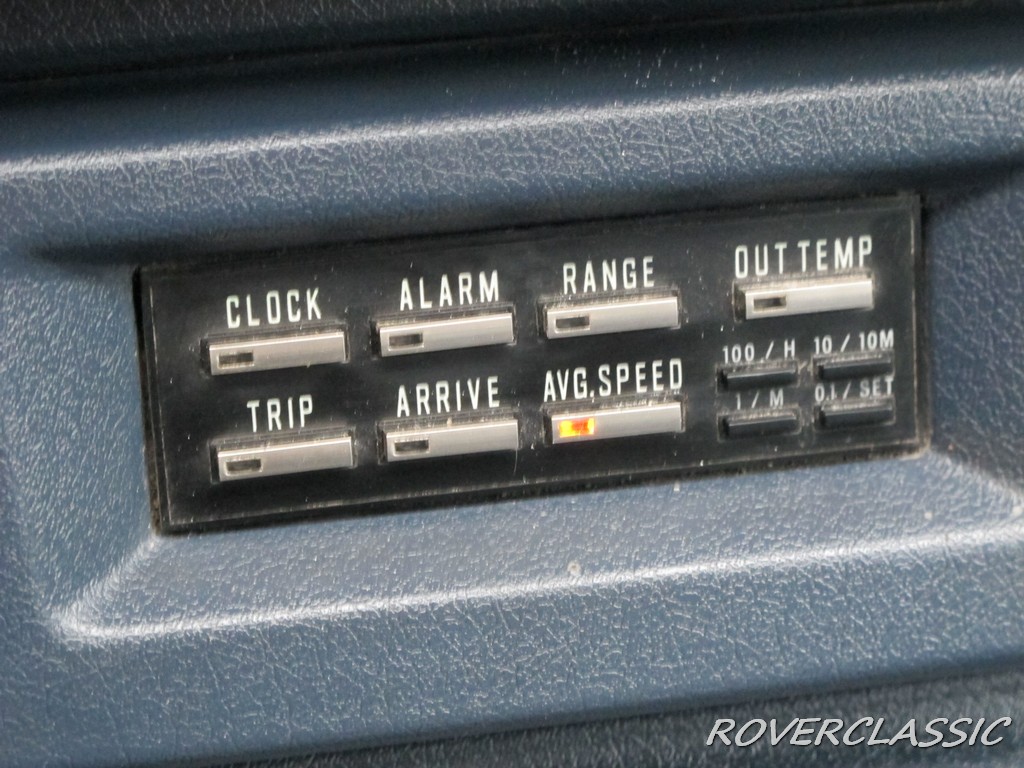 CLOCK ALARM RANGE OUT TEMP
100 / H 10 / 10M
TRIP ARRIVE AVG. SPEED 1 / M 0.1 / SET
ROVERCLASSIC